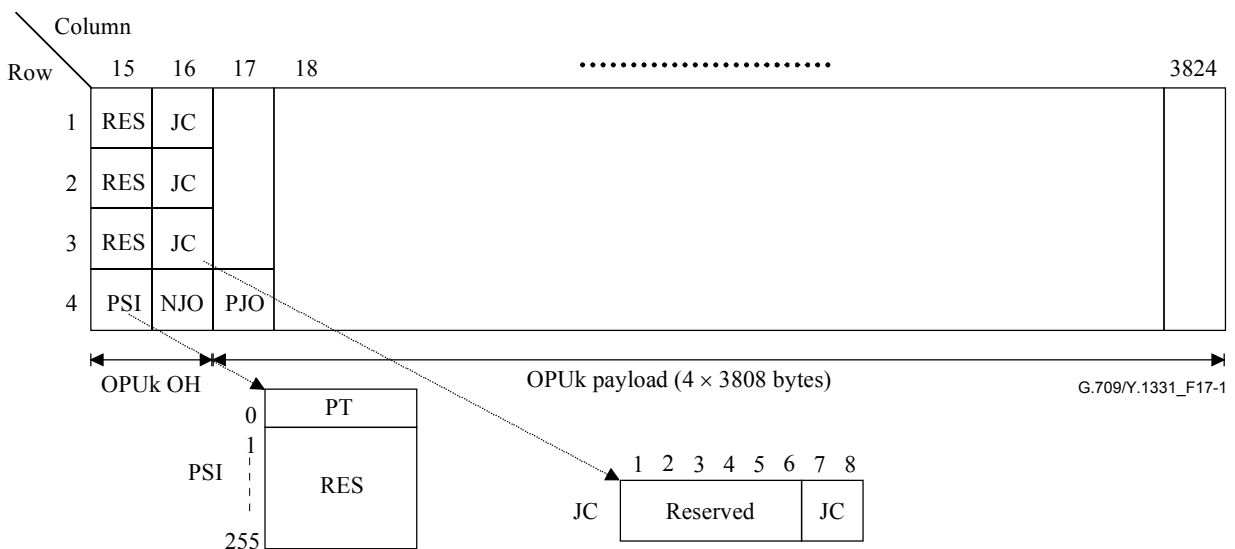 Column
Row 15 16 17 18 3824
1 RES JC
2 RES JC
3 RES JC
4 PSI NJO PJO
OPUk OH OPUk payload (4 × 3808 bytes) G.709/Y.1331_F17-1
0 PT
1
PSI RES
255
1 2 3 4 5 6 7 8
JC Reserved JC